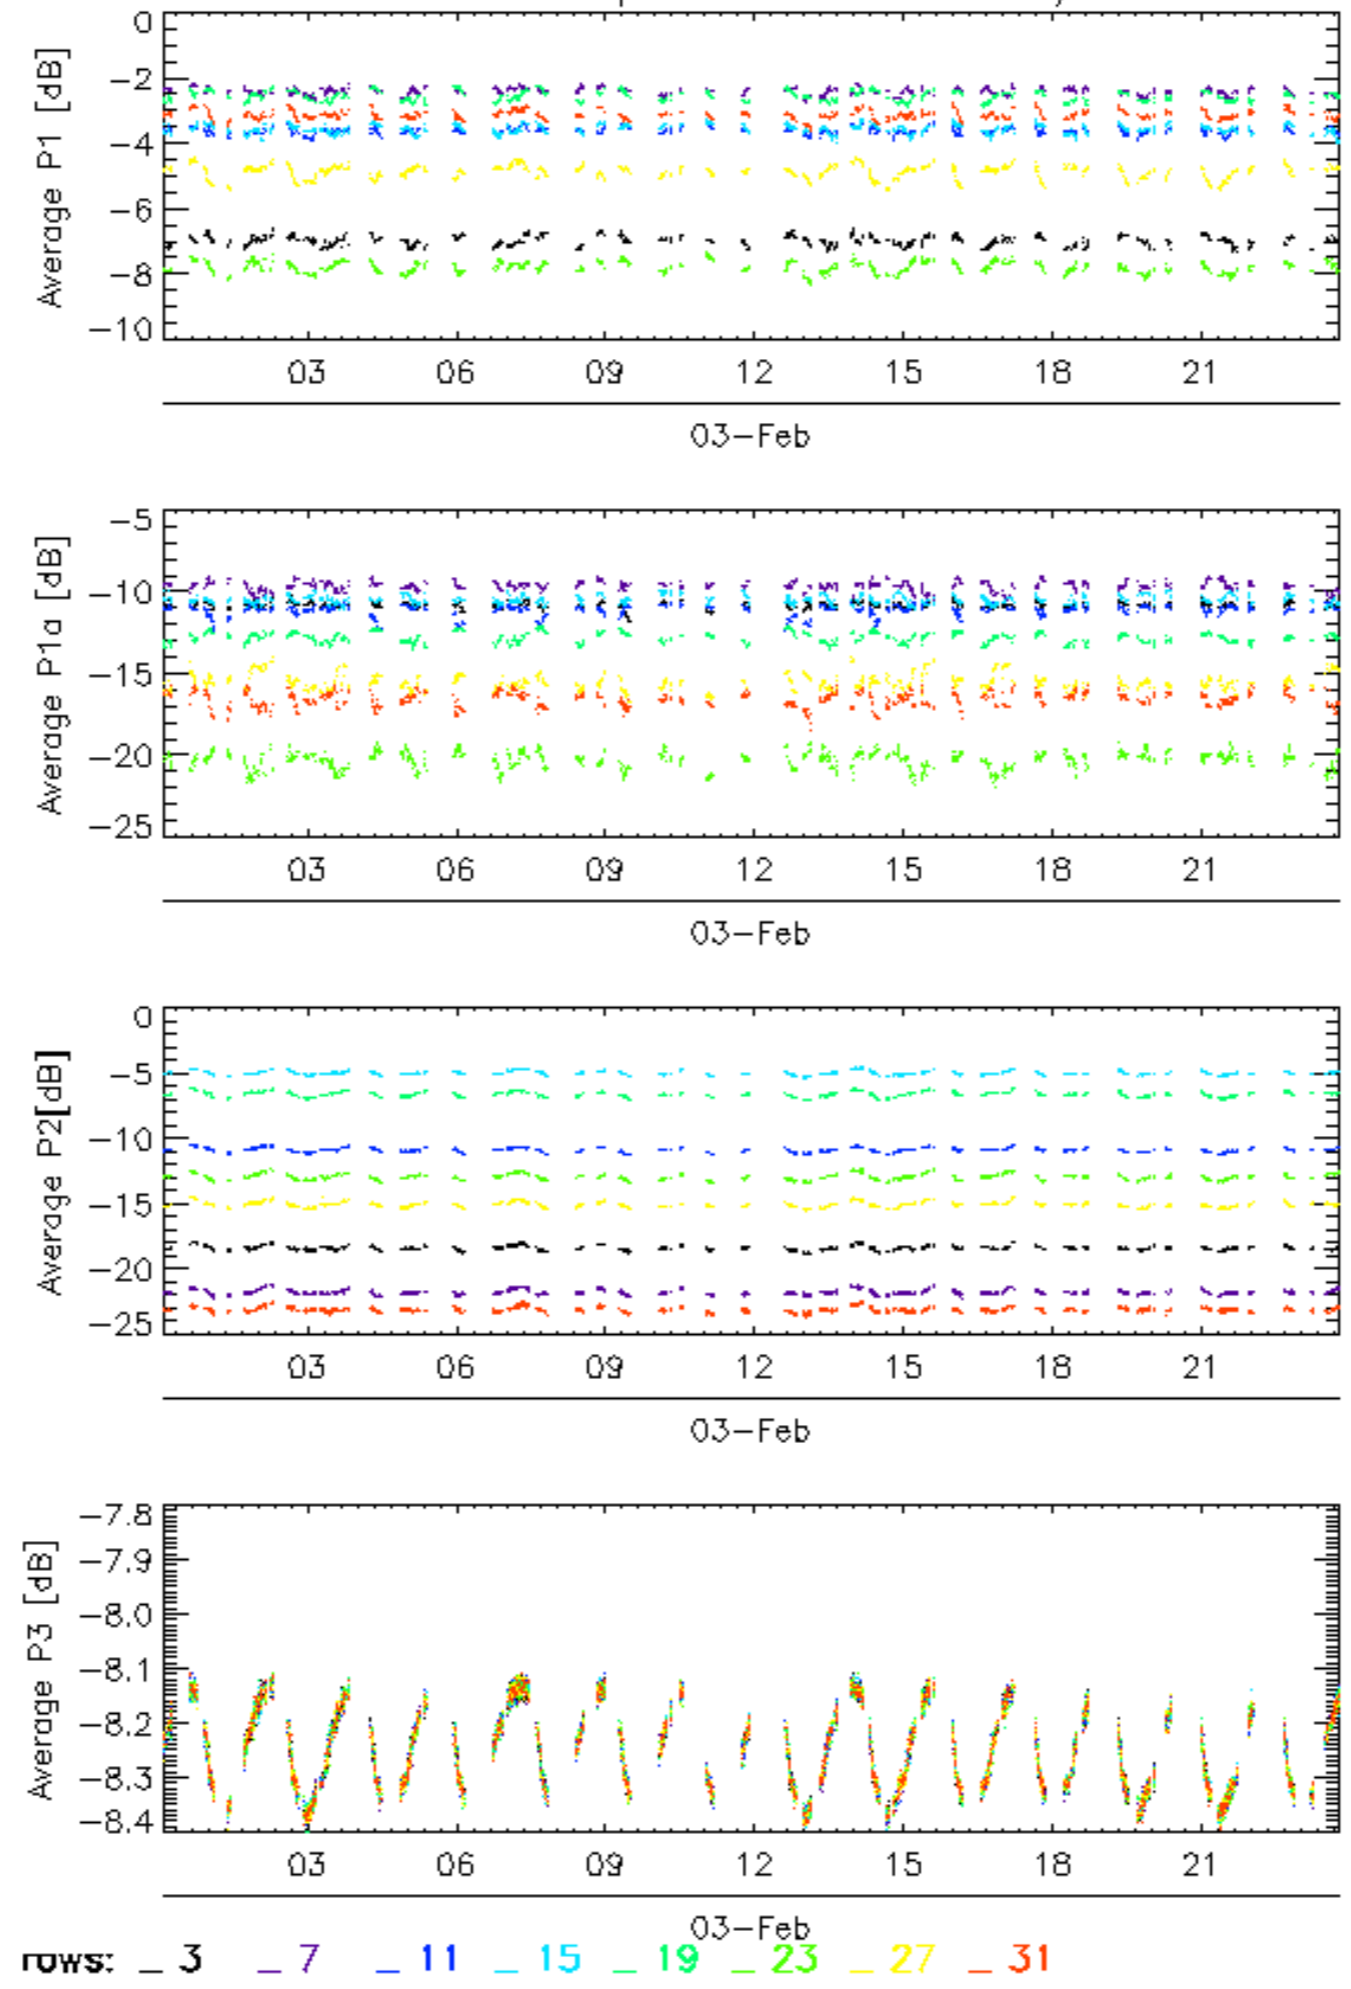 0
−2
−4
−6
−8
−10
Average P1 [dB]
03 06 09 12 15 18 21
03−Feb
−5
−10
−15
−20
−25
Average P1a [dB]
03 06 09 12 15 18 21
03−Feb
0
−5
−10
−15
−20
−25
Average P2[dB]
03 06 09 12 15 18 21
03−Feb
−7.8
−7.9
−8.0
−8.1
−8.2
−8.3
−8.4
Average P3 [dB]
03 06 09 12 15 18 21
03−Feb
rows: _ 3 _ 7 _ 11 _ 15 _ 19 _ 23 _ 27 _ 31